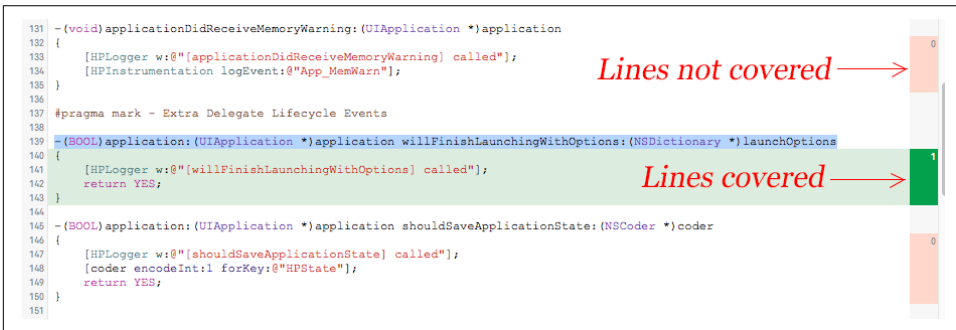 131 -(void)applicationDidReceiveMemoryWarning:(UIApplication *)application
132 {
0
133 [HPLogger w:@"[applicationDidReceiveMemoryWarning] called"];
134 [HPInstrumentation logEvent:@"App_MemWarn"];
Lines not covered
135 }
136
137 #pragma mark - Extra Delegate Lifecycle Events
138
139 -(BOOL)application:(UIApplication *)application willFinishLaunchingWithOptions:(NSDictionary *)launchOptions
140 {
1
141 [HPLogger w:@"[willFinishLaunchingWithOptions] called"];
142 return YES;
Lines covered
143 }
144
145 -(BOOL)application:(UIApplication *)application shouldSaveApplicationState:(NSCoder *)coder
146 {
0
147 [HPLogger w:@"[shouldSaveApplicationState] called"];
148 [coder encodeInt:1 forKey:@"HPState"];
149 return YES;
150 }
151